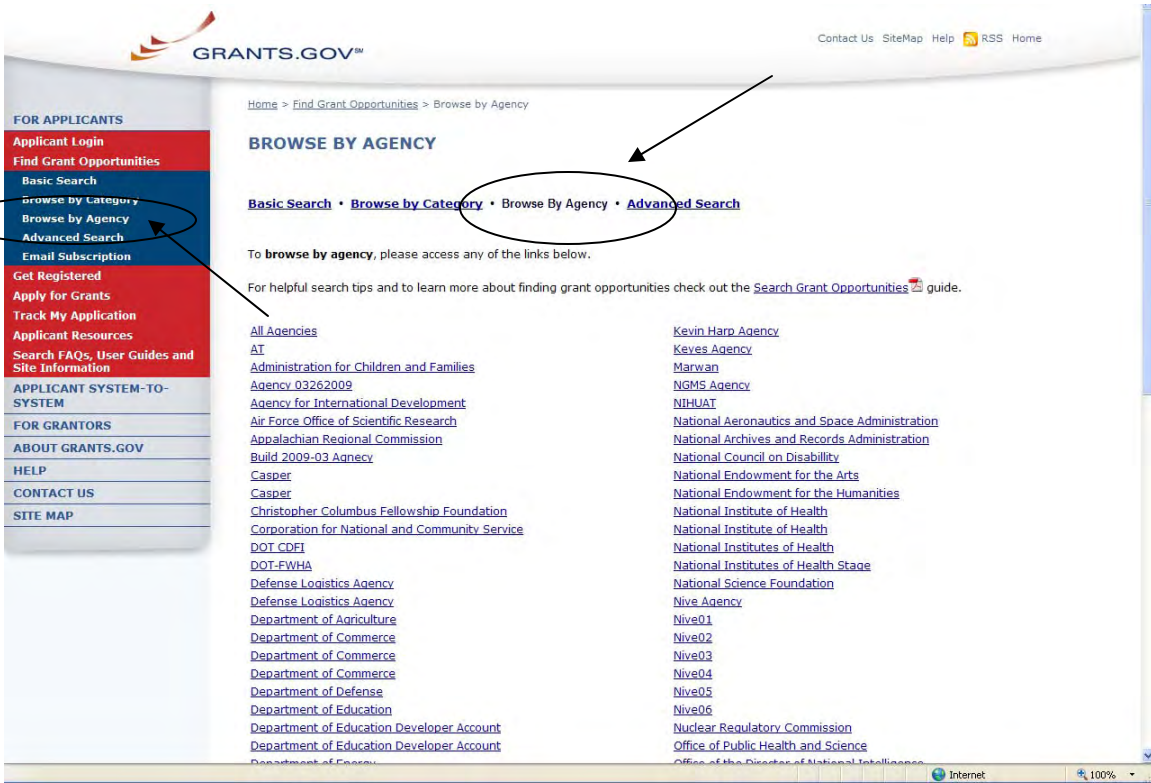 GRANTS.GOV℠
Contact Us SiteMap Help RSS Home
FOR APPLICANTS
Applicant Login
Find Grant Opportunities
Basic Search
Browse by Category
Browse by Agency
Advanced Search
Email Subscription
Get Registered
Apply for Grants
Track My Application
Applicant Resources
Search FAQs, User Guides and
Site Information
APPLICANT SYSTEM-TO-
SYSTEM
FOR GRANTORS
ABOUT GRANTS.GOV
HELP
CONTACT US
SITE MAP
Home > Find Grant Opportunities > Browse by Agency
BROWSE BY AGENCY
Basic Search • Browse by Category • Browse By Agency • Advanced Search
To browse by agency, please access any of the links below.
For helpful search tips and to learn more about finding grant opportunities check out the Search Grant Opportunities guide.
All Agencies
AT
Administration for Children and Families
Agency 03262009
Agency for International Development
Air Force Office of Scientific Research
Appalachian Regional Commission
Build 2009-03 Agnecy
Casper
Casper
Christopher Columbus Fellowship Foundation
Corporation for National and Community Service
DOT CDFI
DOT-FWHA
Defense Logistics Agency
Defense Logistics Agency
Department of Agriculture
Department of Commerce
Department of Commerce
Department of Commerce
Department of Defense
Department of Education
Department of Education Developer Account
Department of Education Developer Account
Department of Energy
Kevin Harp Agency
Keyes Agency
Marwan
NGMS Agency
NIHUAT
National Aeronautics and Space Administration
National Archives and Records Administration
National Council on Disabillity
National Endowment for the Arts
National Endowment for the Humanities
National Institute of Health
National Institute of Health
National Institutes of Health
National Institutes of Health Stage
National Science Foundation
Nive Agency
Nive01
Nive02
Nive03
Nive04
Nive05
Nive06
Nuclear Regulatory Commission
Office of Public Health and Science
Office of the Director of National Intelligence
Internet
100%